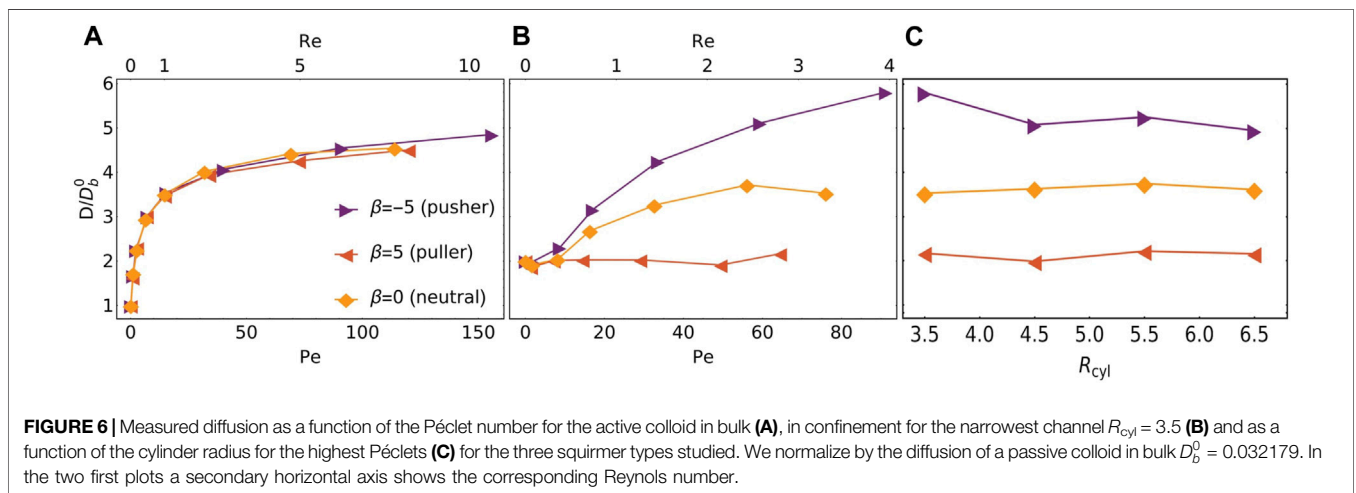 A
B
C
Re
Re
0 1 5 10
0 1 2 3 4
6
5
4
3
2
1
D/D_b^0
β=−5 (pusher)
β=5 (puller)
β=0 (neutral)
0 50 100 150
0 20 40 60 80
3.5 4.0 4.5 5.0 5.5 6.0 6.5
Pe
Pe
R_cyl
FIGURE 6 | Measured diffusion as a function of the Péclet number for the active colloid in bulk (A), in confinement for the narrowest channel R_cyl = 3.5 (B) and as a
function of the cylinder radius for the highest Péclets (C) for the three squirmer types studied. We normalize by the diffusion of a passive colloid in bulk D_b^0 = 0.032179. In
the two first plots a secondary horizontal axis shows the corresponding Reynols number.